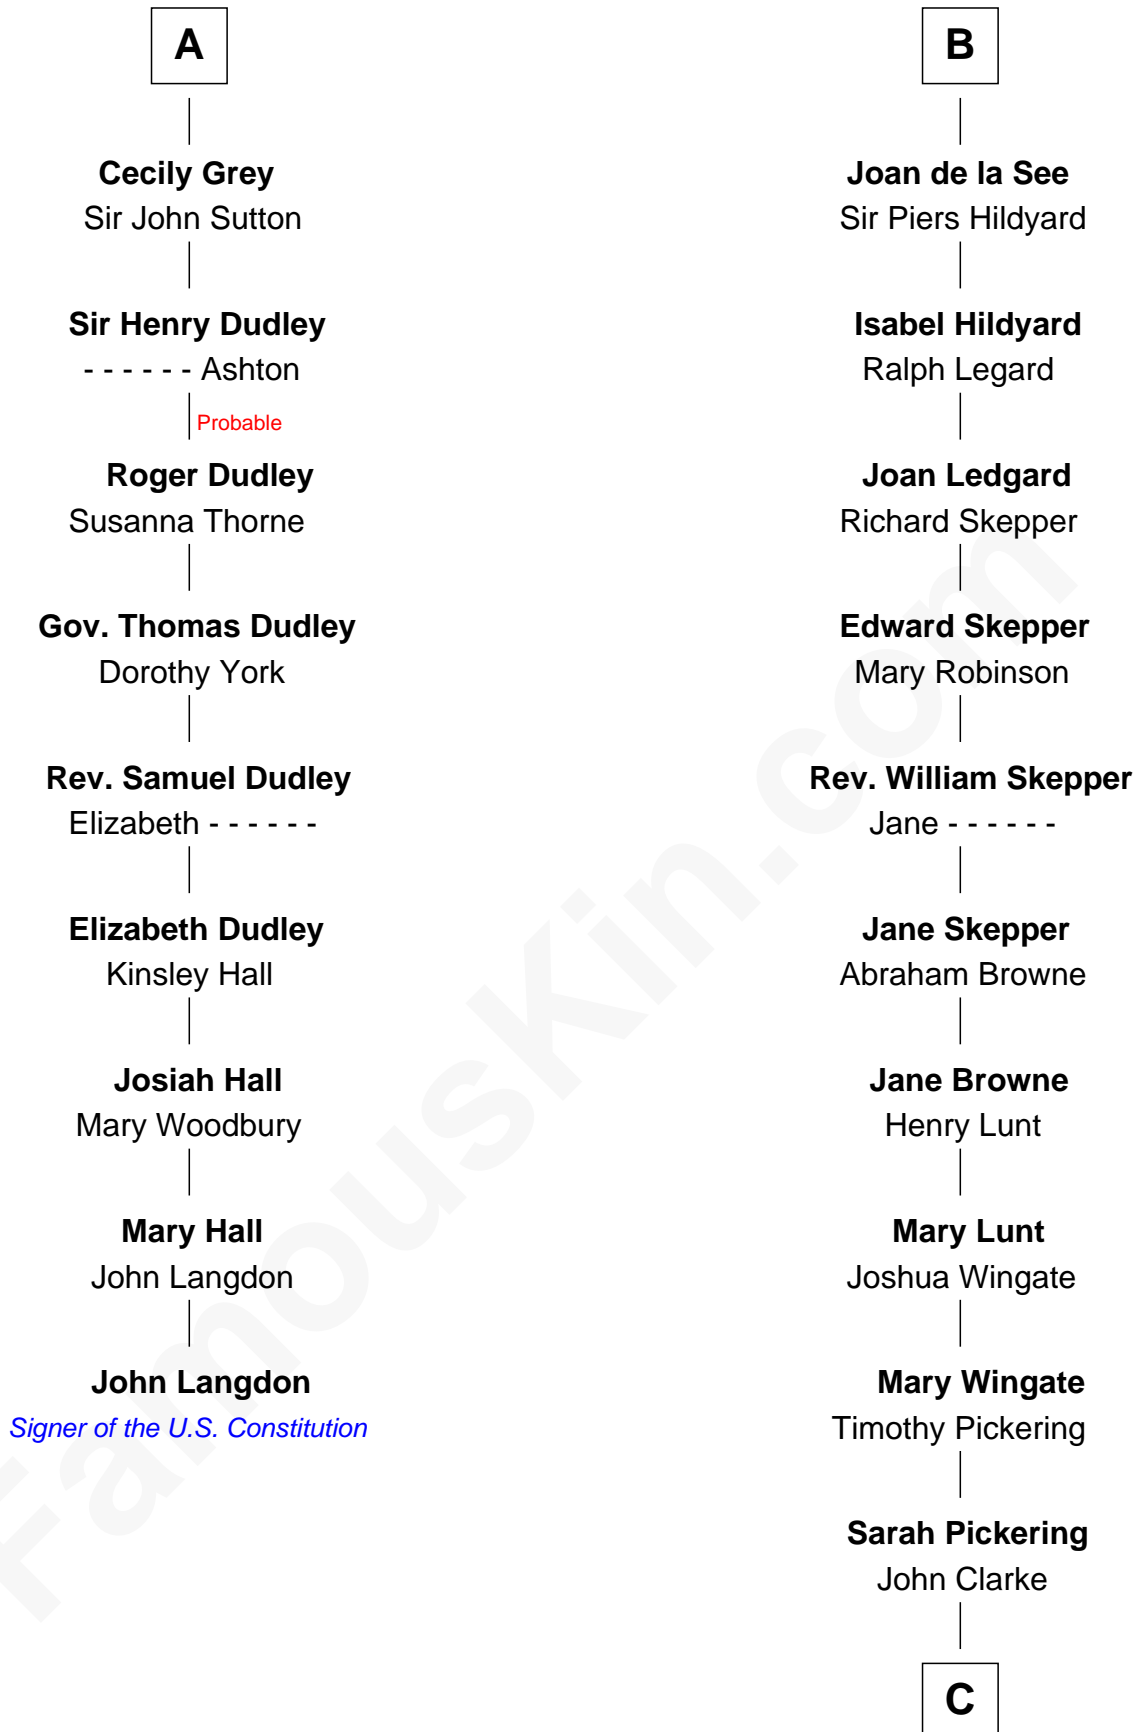 A
Cecily Grey
Sir John Sutton
Sir Henry Dudley
- - - - - - Ashton
Probable
Roger Dudley
Susanna Thorne
Gov. Thomas Dudley
Dorothy York
Rev. Samuel Dudley
Elizabeth - - - - - -
Elizabeth Dudley
Kinsley Hall
Josiah Hall
Mary Woodbury
Mary Hall
John Langdon
John Langdon
Signer of the U.S. Constitution
B
Joan de la See
Sir Piers Hildyard
Isabel Hildyard
Ralph Legard
Joan Ledgard
Richard Skepper
Edward Skepper
Mary Robinson
Rev. William Skepper
Jane - - - - - -
Jane Skepper
Abraham Browne
Jane Browne
Henry Lunt
Mary Lunt
Joshua Wingate
Mary Wingate
Timothy Pickering
Sarah Pickering
John Clarke
C
FamousKin.com